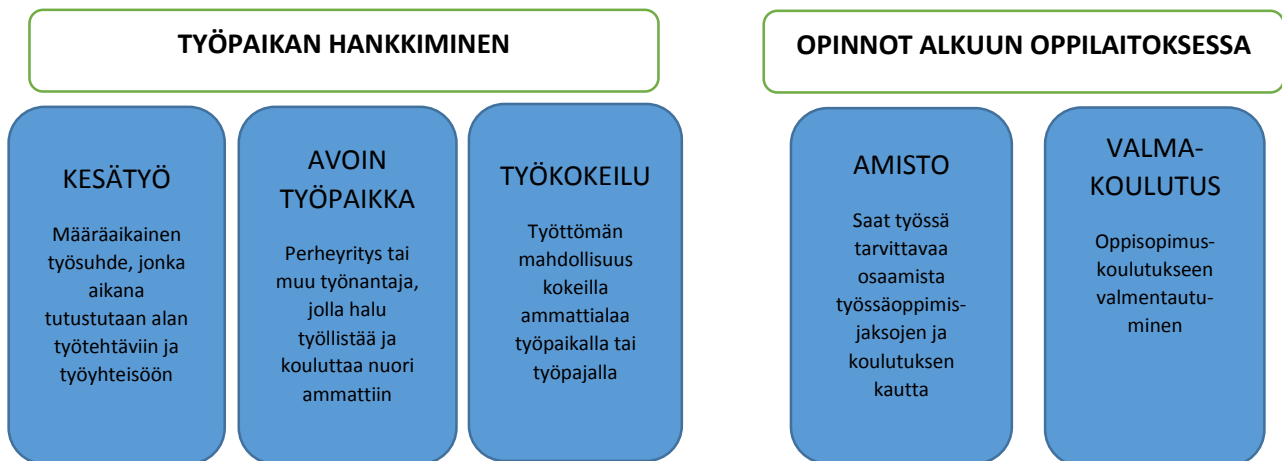 TYÖPAIKAN HANKKIMINEN
KESÄTYÖ
Määräaikainen
työsuhde, jonka
aikana
tutustutaan alan
työtehtäviin ja
työyhteisöön
AVOIN
TYÖPAIKKA
Perheyritys tai
muu työnantaja,
jolla halu
työllistää ja
kouluttaa nuori
ammattiin
TYÖKOKEILU
Työttömän
mahdollisuus
kokeilla
ammattialaa
työpaikalla tai
työpajalla
OPINNOT ALKUUN OPPILAITOKSESSA
AMISTO
Saat työssä
tarvittavaa
osaamista
työssäoppimis-
jaksojen ja
koulutuksen
kautta
VALMA-
KOULUTUS
Oppisopimus-
koulutukseen
valmentautu-
minen